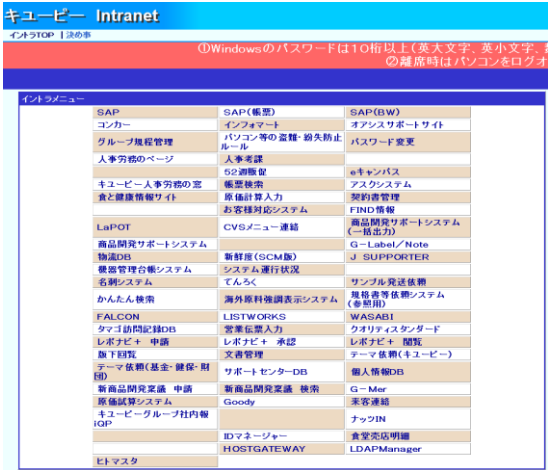 キユーピー Intranet
イントラTOP | 決め事
①Windowsのパスワードは10桁以上(英大文字、英小文字、
②離席時はパソコンをログオ
イントラメニュー
SAP SAP(帳票) SAP(BW)
コンカー インフォマート オアシスサポートサイト
グループ規程管理 パソコン等の盗難・紛失防止ルール パスワード変更
人事労務のページ 人事考課
52週販促 eキャンパス
キユーピー人事労務の窓 帳票検索 アスクシステム
食と健康情報サイト 原価計算入力 契約書管理
お客様対応システム FIND情報
LaPOT CVSメニュー連絡 商品開発サポートシステム(一括出力)
商品開発サポートシステム G-Label/Note
物流DB 新鮮度(SCM版) J SUPPORTER
機器管理台帳システム システム運行状況
名刺システム てんろく サンプル発送依頼
かんたん検索 海外原料強調表示システム 規格書等依頼システム(参照用)
FALCON LISTWORKS WASABI
タマゴ訪問記録DB 営業伝票入力 クオリティスタンダード
レポナビ+ 申請 レポナビ+ 承認 レポナビ+ 閲覧
版下回覧 文書管理 テーマ依頼(キユーピー)
テーマ依頼(基金・健保・財団) サポートセンターDB 個人情報DB
新商品開発稟議 申請 新商品開発稟議 検索 G-Mer
原価試算システム Goody 来客連絡
キユーピーグループ社内報iQP ナッツIN
IDマネージャー 食堂売店明細
HOSTGATEWAY LDAPManager
ヒトマスタ